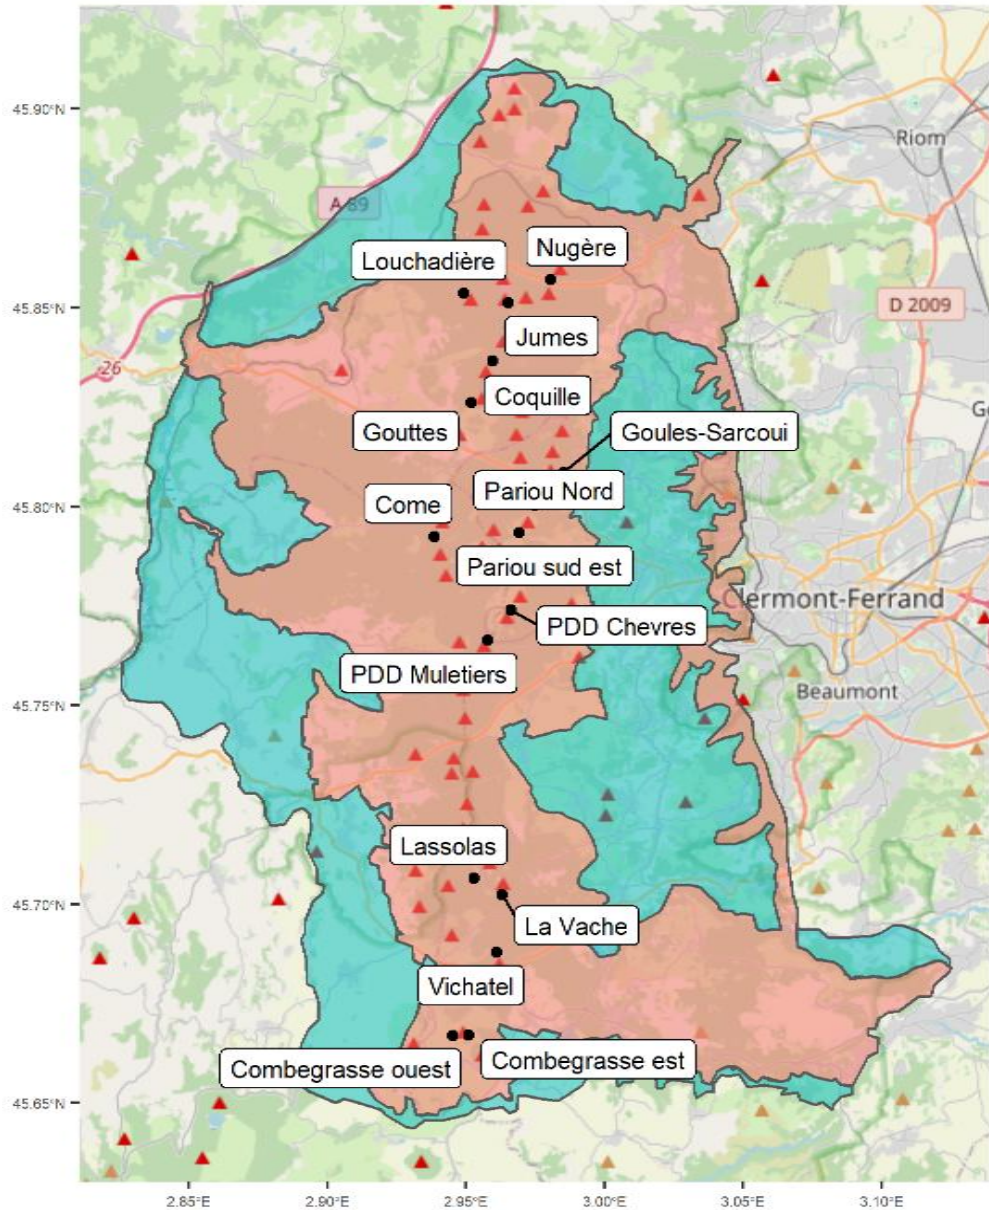 45.90°N
Riom
A 89
Nugère
Louchadière
45.85°N
D 2009
Jumes
26
Coquille
Gouttes
Goules-Sarcoui
Pariou Nord
Come
45.80°N
Pariou sud est
Clermont-Ferrand
PDD Chevres
PDD Muletiers
Beaumont
45.75°N
Lassolas
45.70°N
La Vache
Vichatel
Combegrasse ouest
Combegrasse est
45.65°N
2.85°E
2.90°E
2.95°E
3.00°E
3.05°E
3.10°E